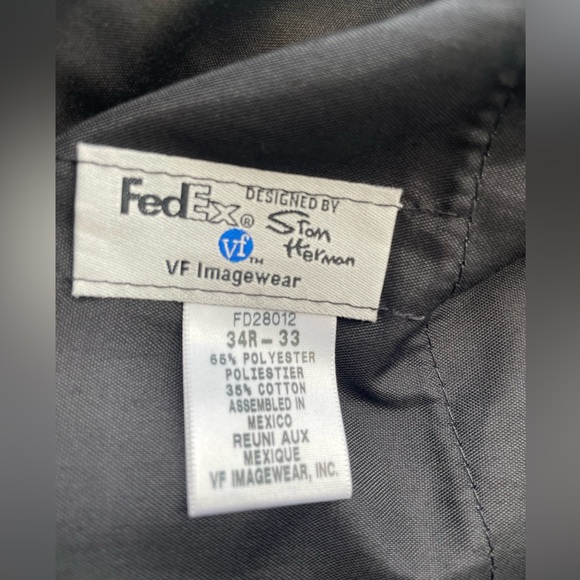 FedEx® DESIGNED BY
Stan Herman
vf™
VF Imagewear
FD28012
34R-33
65% POLYESTER
POLIESTIER
35% COTTON
ASSEMBLED IN
MEXICO
REUNI AUX
MEXIQUE
VF IMAGEWEAR, INC.